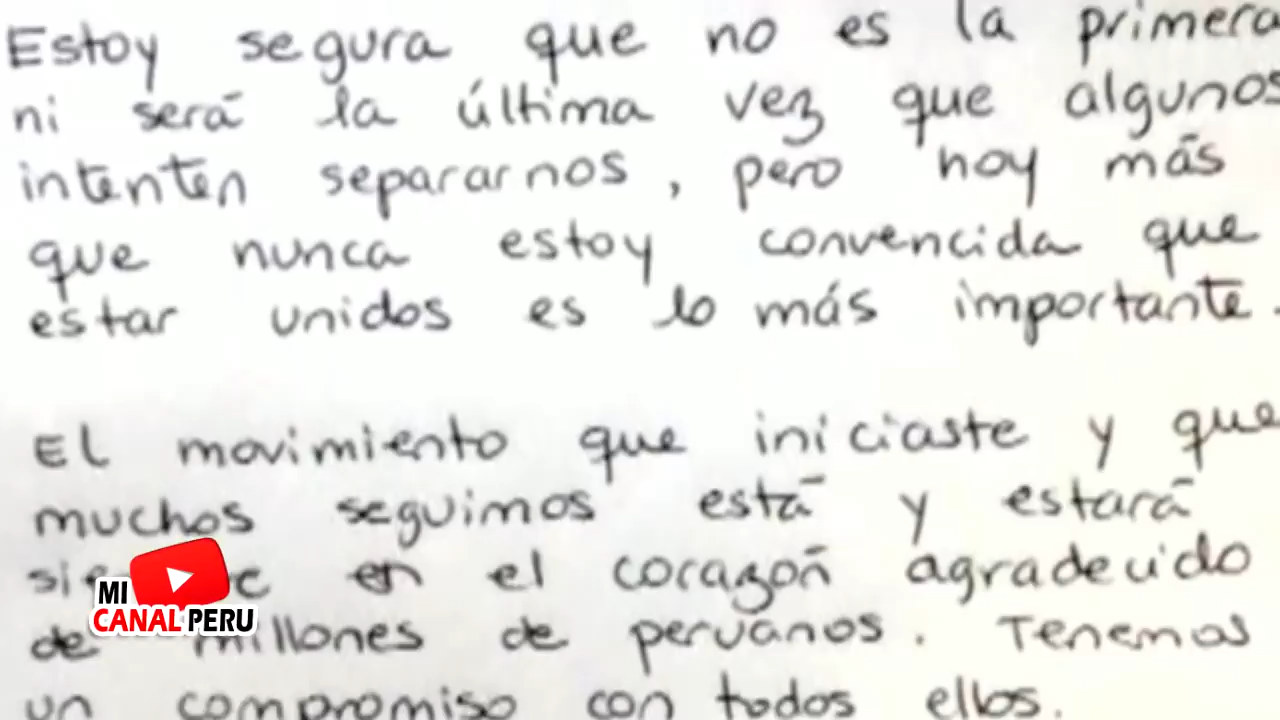 Estoy segura que no es la primera
ni será la última vez que algunos
intenten separarnos, pero hoy más
que nunca estoy convencida que
estar unidos es lo más importante.
El movimiento que iniciaste y que
muchos seguimos está y estará
en el corazón agradecido
de millones de peruanos. Tenemos
un compromiso con todos ellos.
MI
CANAL PERU